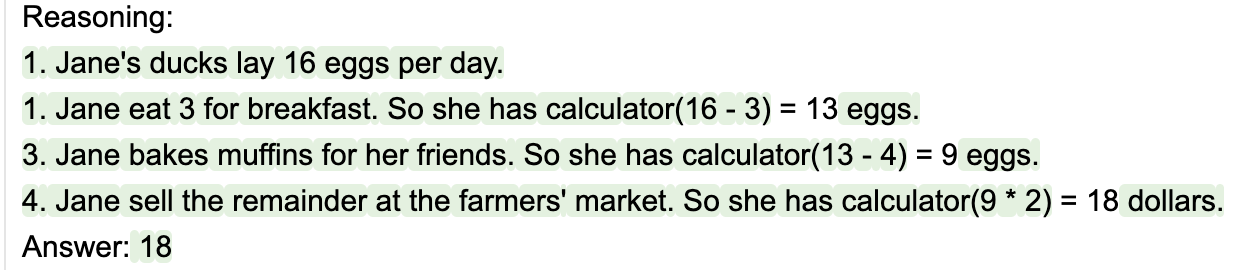 Reasoning:
1. Jane's ducks lay 16 eggs per day.
1. Jane eat 3 for breakfast. So she has calculator(16 - 3) = 13 eggs.
3. Jane bakes muffins for her friends. So she has calculator(13 - 4) = 9 eggs.
4. Jane sell the remainder at the farmers' market. So she has calculator(9 * 2) = 18 dollars.
Answer: 18